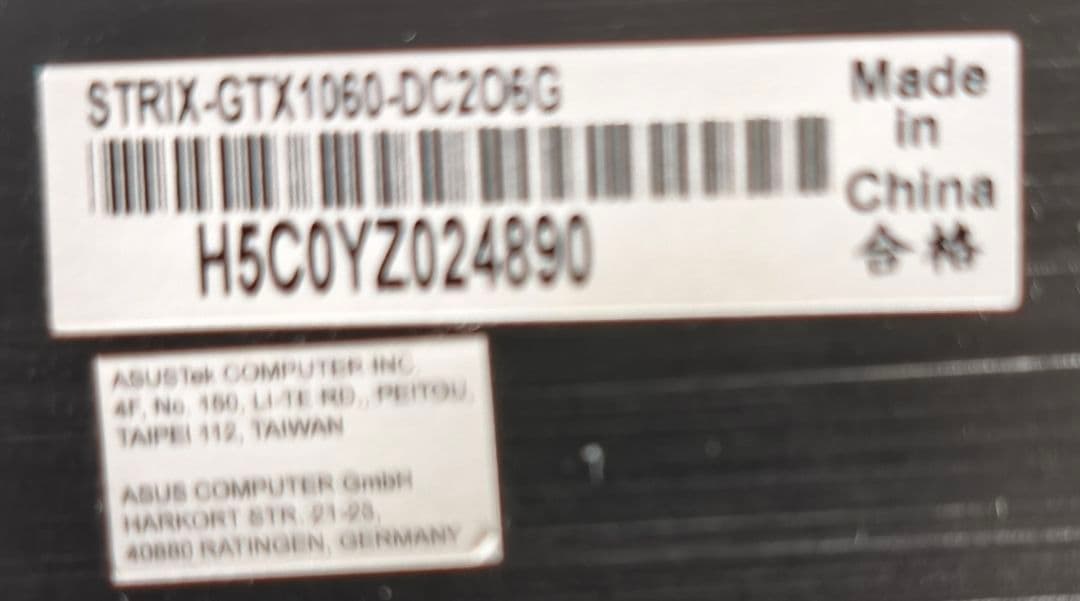 STRIX-GTX1060-DC2O6G
H5C0YZ024890
Made
in
China
合格
ASUSTek COMPUTER INC.
4F, No. 150, LI-TE RD., PEITOU,
TAIPEI 112, TAIWAN
ASUS COMPUTER GmbH
HARKORT STR. 21-23,
40880 RATINGEN, GERMANY